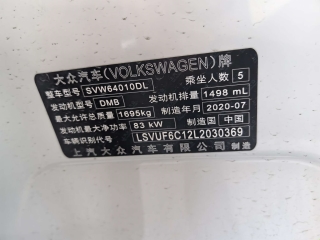 大众汽车(VOLKSWAGEN)牌
整车型号 SVW64010DL 乘坐人数 5
发动机型号 DMB 发动机排量 1498 mL
最大允许总质量 1695kg 制造年月 2020-07
发动机最大净功率 83 kW 制造国 中国
车辆识别代号 LSVUF6C12L2030369
上汽大众汽车有限公司 制造